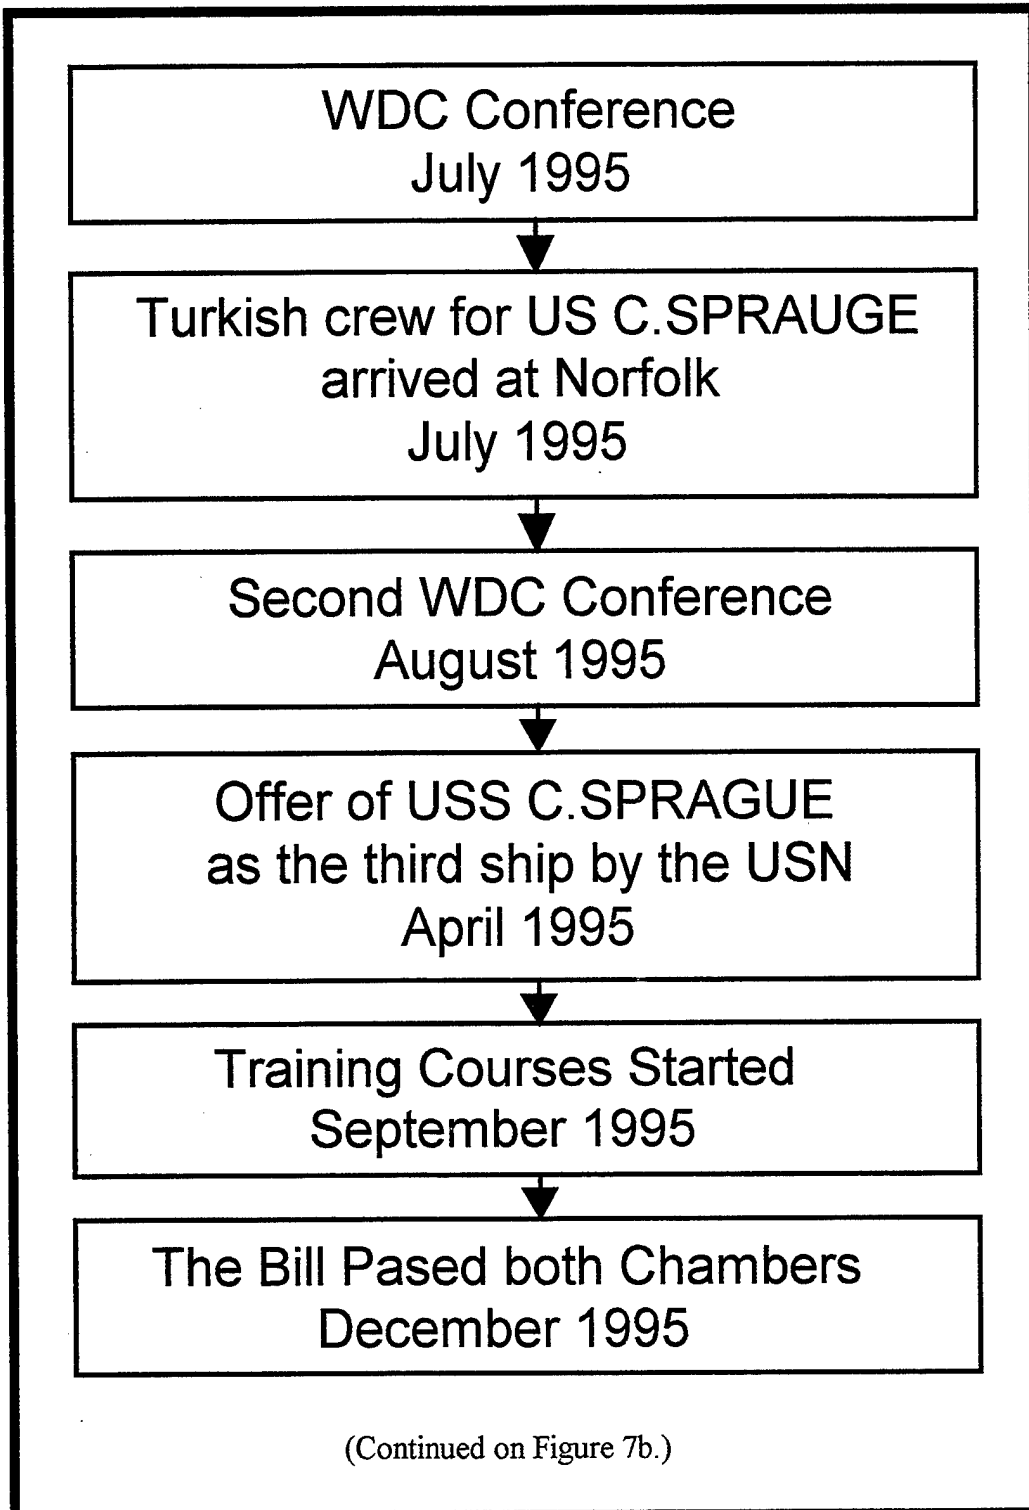 WDC Conference
July 1995
Turkish crew for US C.SPRAUGE
arrived at Norfolk
July 1995
Second WDC Conference
August 1995
Offer of USS C.SPRAGUE
as the third ship by the USN
April 1995
Training Courses Started
September 1995
The Bill Pased both Chambers
December 1995
(Continued on Figure 7b.)